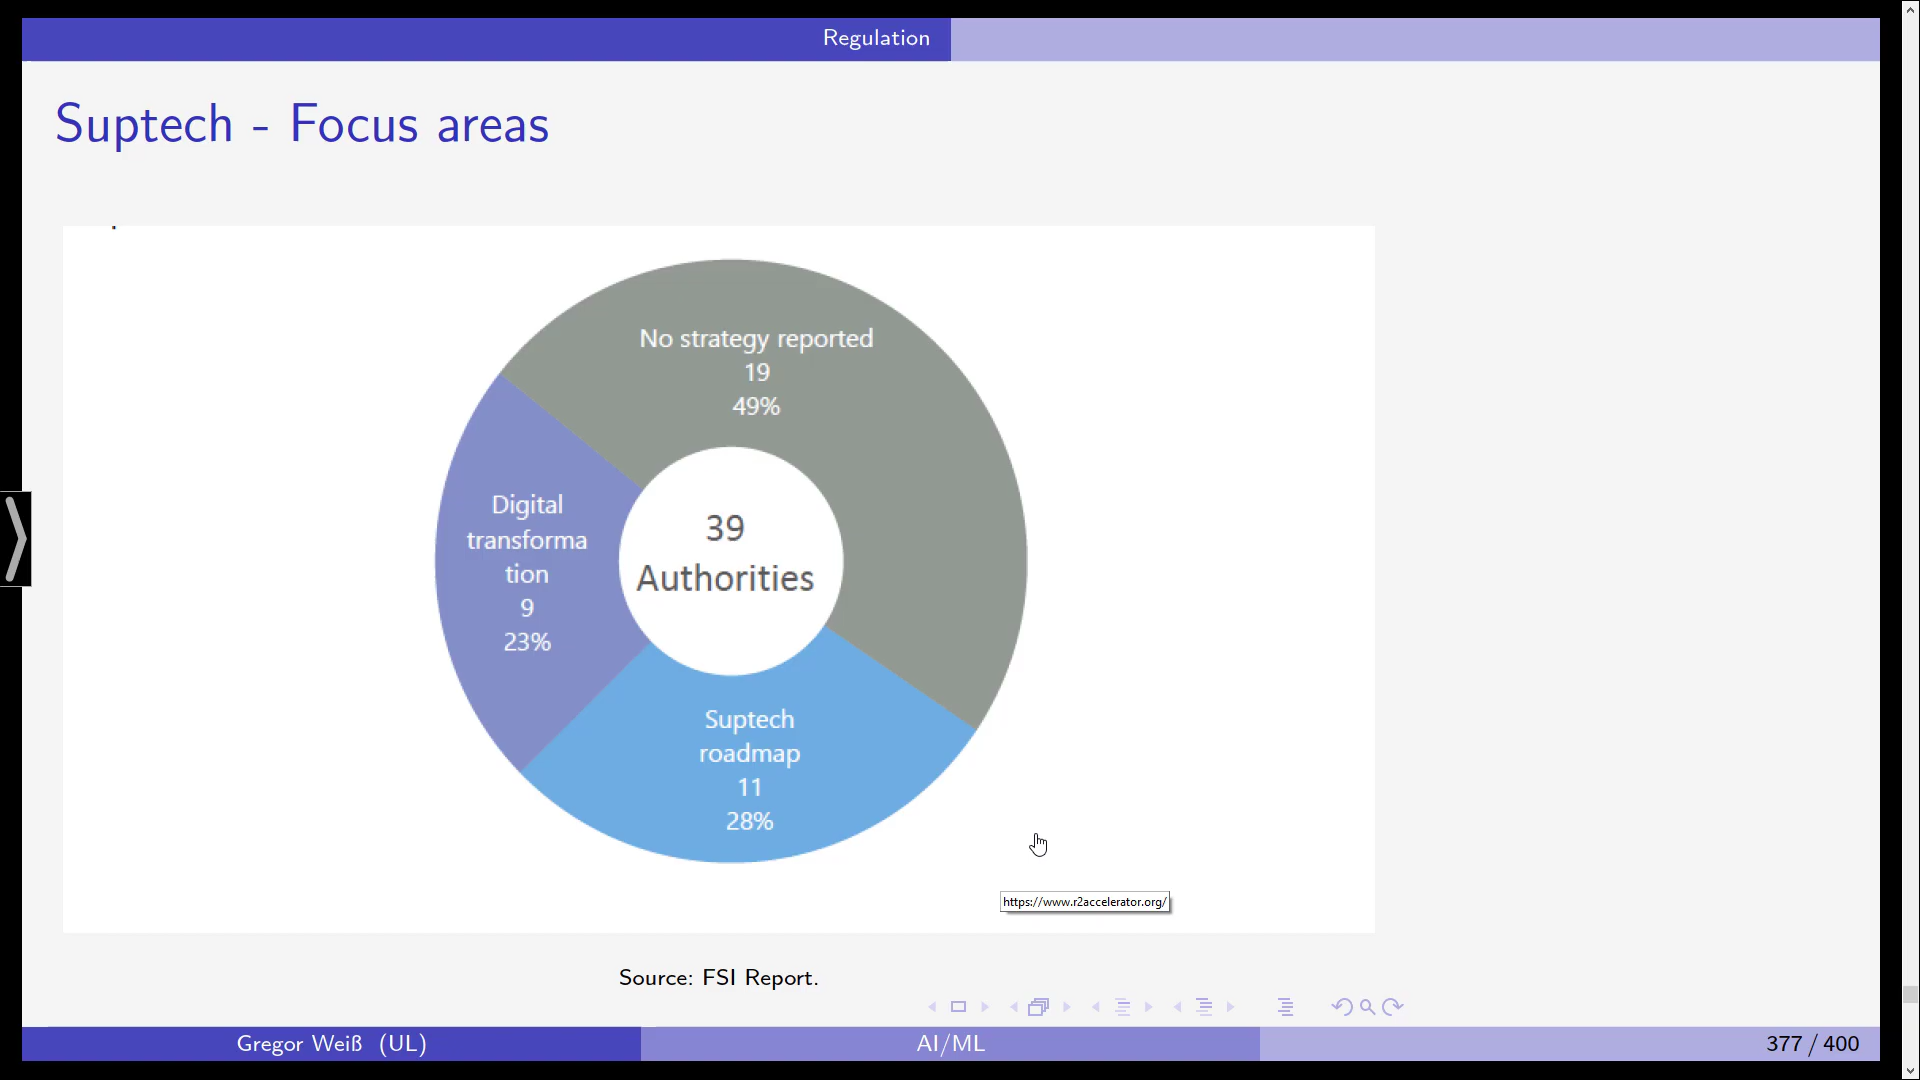 Regulation
Suptech - Focus areas
No strategy reported
19
49%
Digital
transforma
tion
9
23%
39
Authorities
Suptech
roadmap
11
28%
https://www.r2accelerator.org/
Source: FSI Report.
Gregor Weiß (UL)
AI/ML
377 / 400